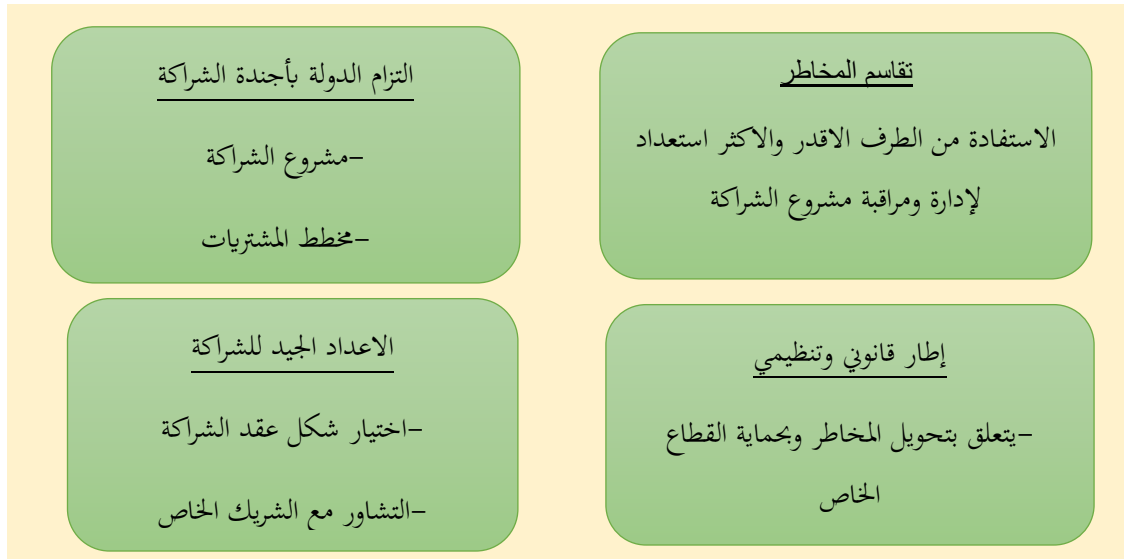 تقاسم المخاطر
الاستفادة من الطرف الاقدر والاكثر استعداد
لإدارة ومراقبة مشروع الشراكة
التزام الدولة بأجندة الشراكة
-مشروع الشراكة
-مخطط المشتريات
إطار قانوني وتنظيمي
-يتعلق بتحويل المخاطر وبحماية القطاع
الخاص
الاعداد الجيد للشراكة
-اختيار شكل عقد الشراكة
-التشاور مع الشريك الخاص